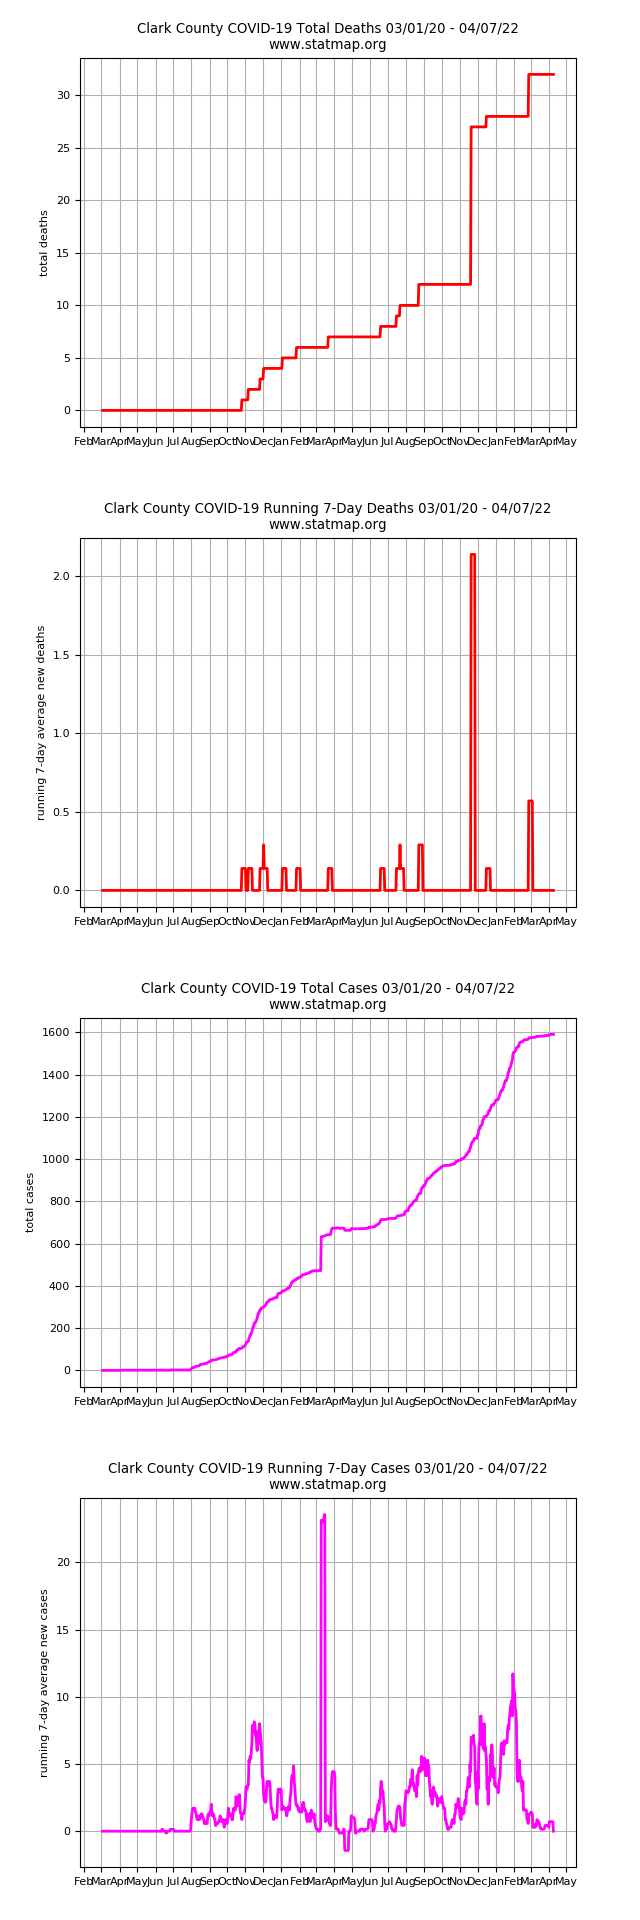 Clark County COVID-19 Total Deaths 03/01/20 - 04/07/22
www.statmap.org
30
25
20
15
10
5
0
total deaths
Feb Mar Apr May Jun Jul Aug Sep Oct Nov Dec Jan Feb Mar Apr May Jun Jul Aug Sep Oct Nov Dec Jan Feb Mar Apr May
Clark County COVID-19 Running 7-Day Deaths 03/01/20 - 04/07/22
www.statmap.org
2.0
1.5
1.0
0.5
0.0
running 7-day average new deaths
Feb Mar Apr May Jun Jul Aug Sep Oct Nov Dec Jan Feb Mar Apr May Jun Jul Aug Sep Oct Nov Dec Jan Feb Mar Apr May
Clark County COVID-19 Total Cases 03/01/20 - 04/07/22
www.statmap.org
1600
1400
1200
1000
800
600
400
200
0
total cases
Feb Mar Apr May Jun Jul Aug Sep Oct Nov Dec Jan Feb Mar Apr May Jun Jul Aug Sep Oct Nov Dec Jan Feb Mar Apr May
Clark County COVID-19 Running 7-Day Cases 03/01/20 - 04/07/22
www.statmap.org
20
15
10
5
0
running 7-day average new cases
Feb Mar Apr May Jun Jul Aug Sep Oct Nov Dec Jan Feb Mar Apr May Jun Jul Aug Sep Oct Nov Dec Jan Feb Mar Apr May